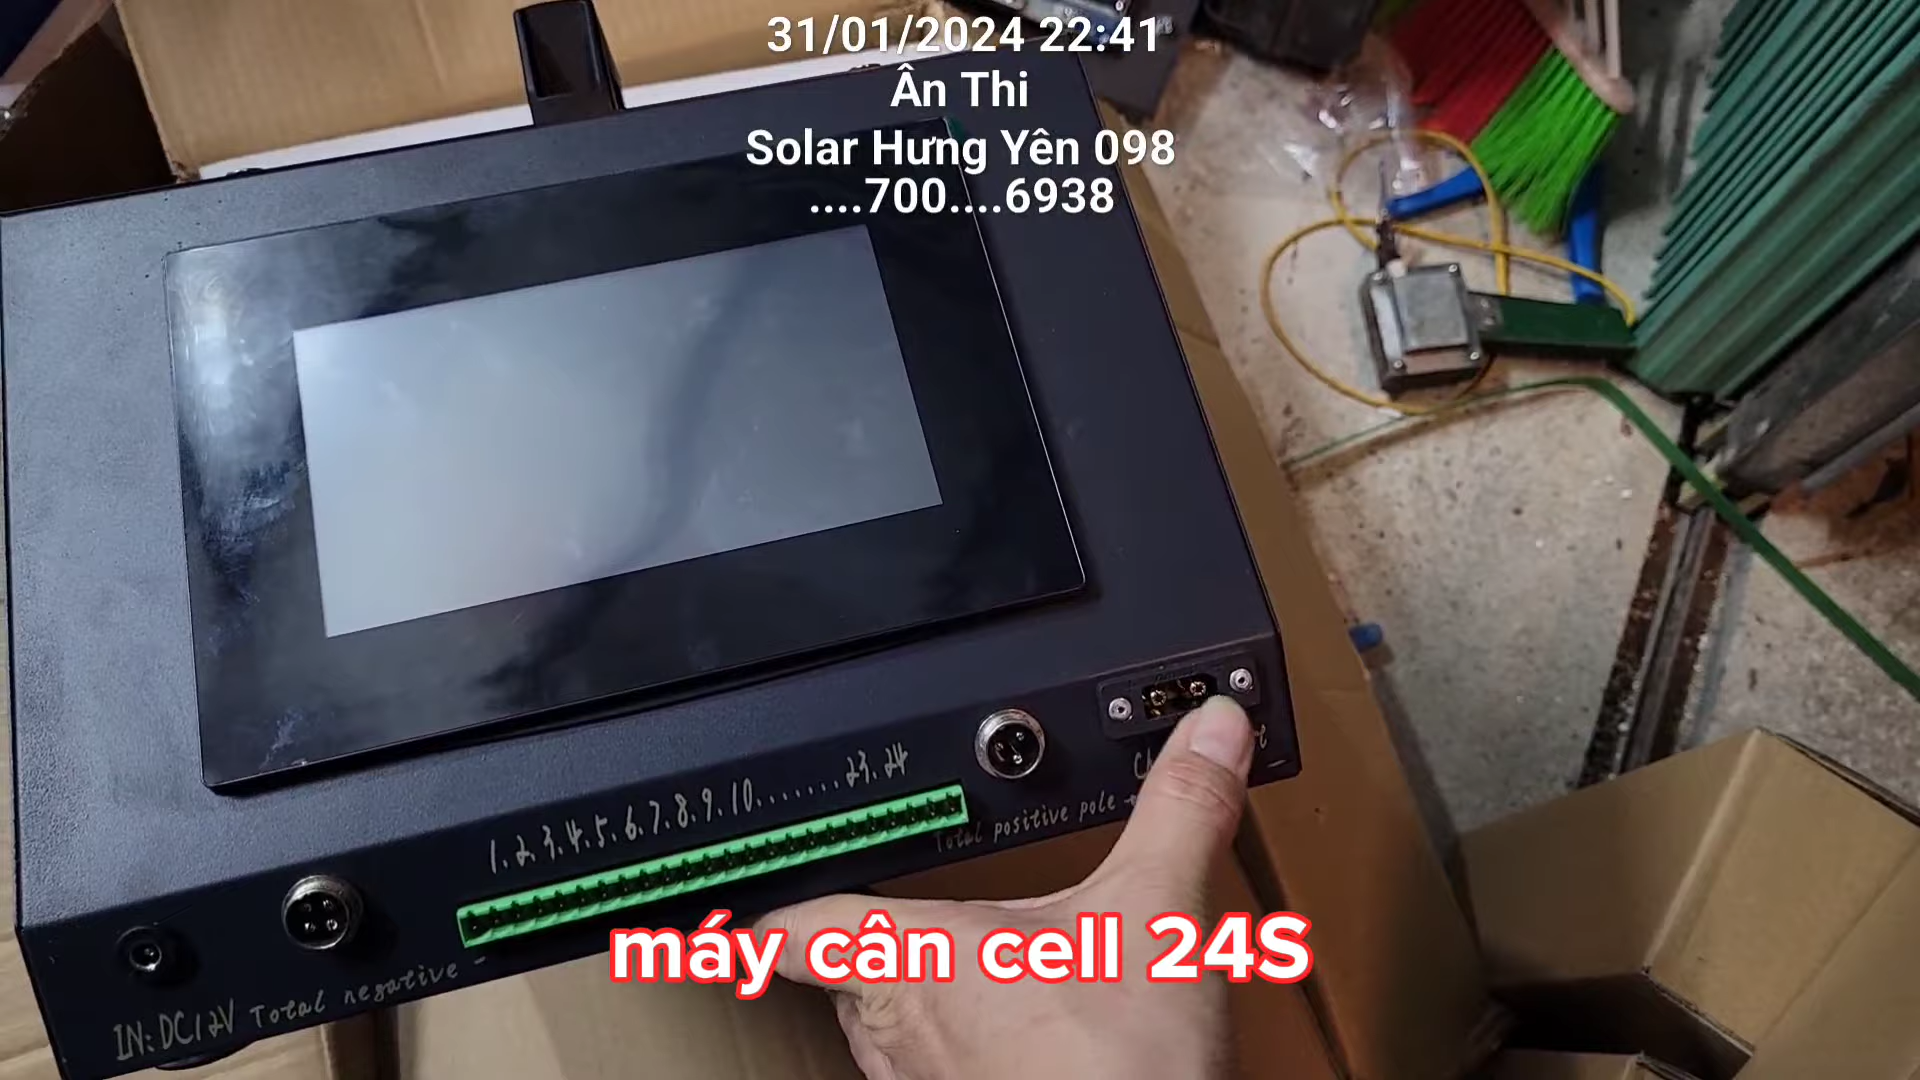 31/01/2024 22:41
Ân Thi
Solar Hưng Yên 098
....700....6938
1.2.3.4.5.6.7.8.9.10.......23.24
Total positive pole +
IN:DC12V Total negative -
máy cân cell 24S